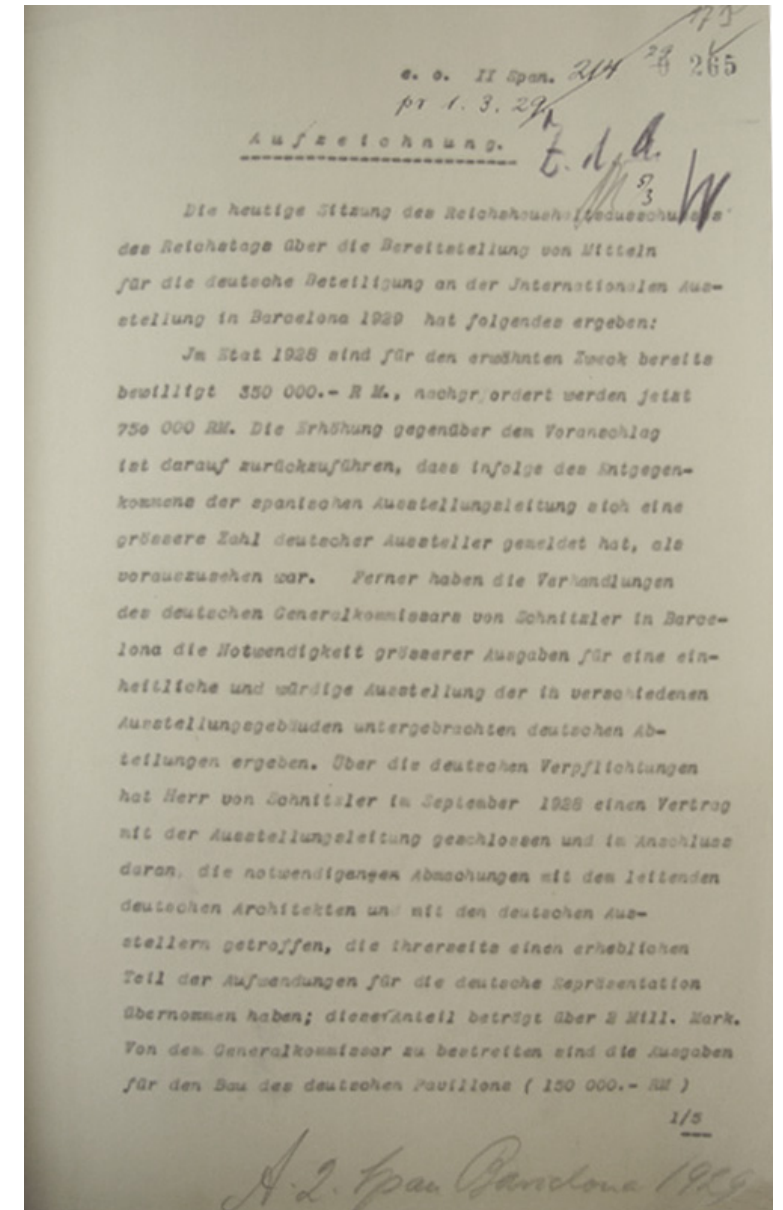 175
e. o. II Span. 214 29 6 265
pr 1. 3. 29
Aufzeichnung.
z. d. A.
5/3 W
Die heutige Sitzung des Reichshaushaltsausschusses
des Reichstags über die Bereitstellung von Mitteln
für die deutsche Beteiligung an der Jnternationalen Aus-
stellung in Barcelona 1929 hat folgendes ergeben:
Jm Etat 1928 sind für den erwähnten Zweck bereits
bewilligt 350 000.- R M., nachgefordert werden jetzt
750 000 RM. Die Erhöhung gegenüber dem Voranschlag
ist darauf zurückzuführen, dass infolge des Entgegen-
kommens der spanischen Ausstellungsleitung sich eine
grössere Zahl deutscher Aussteller gemeldet hat, als
vorauszusehen war. Ferner haben die Verhandlungen
des deutschen Generalkommissars von Schnitzler in Barce-
lona die Notwendigkeit grösserer Ausgaben für eine ein-
heitliche und würdige Ausstellung der in verschiedenen
Ausstellungsgebäuden untergebrachten deutschen Ab-
teilungen ergeben. Über die deutschen Verpflichtungen
hat Herr von Schnitzler im September 1928 einen Vertrag
mit der Ausstellungsleitung geschlossen und im Anschluss
daran, die notwendigengen Abmachungen mit dem leitenden
deutschen Architekten und mit den deutschen Aus-
stellern getroffen, die ihrerseits einen erheblichen
Teil der Aufwendungen für die deutsche Repräsentation
übernommen haben; dieser Anteil beträgt über 2 Mill. Mark.
Von dem Generalkommissar zu bestreiten sind die Ausgaben
für den Bau des deutschen Pavillons ( 150 000.- RM )
1/5
A. 2. Span Barcelona 1929